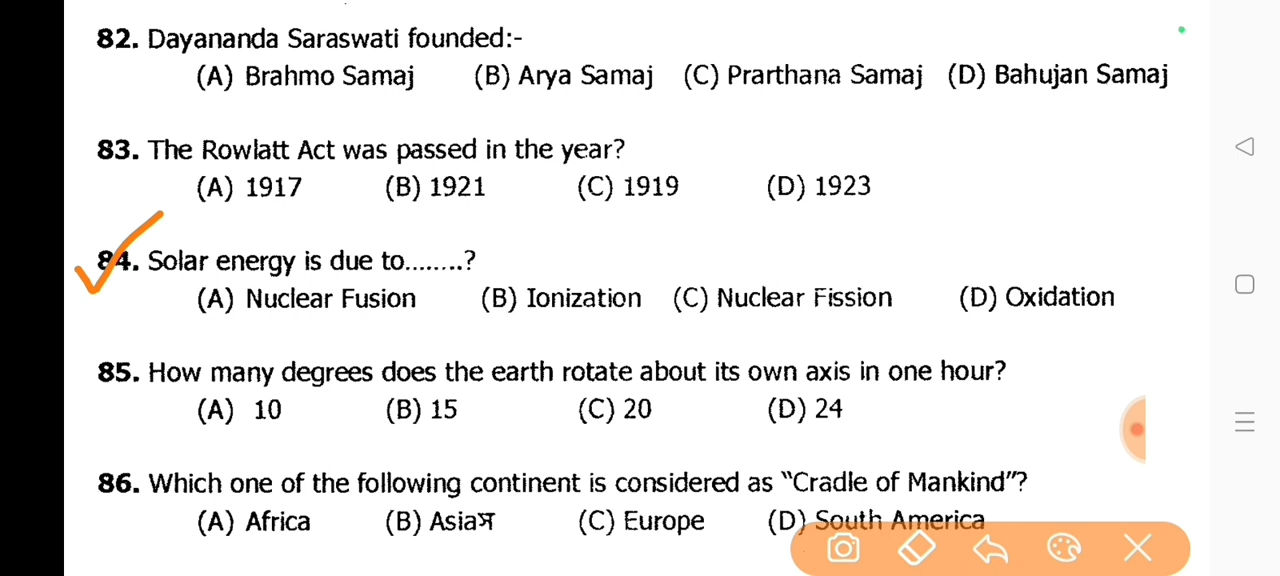 82. Dayananda Saraswati founded:-
(A) Brahmo Samaj (B) Arya Samaj (C) Prarthana Samaj (D) Bahujan Samaj
83. The Rowlatt Act was passed in the year?
(A) 1917 (B) 1921 (C) 1919 (D) 1923
84. Solar energy is due to........?
(A) Nuclear Fusion (B) Ionization (C) Nuclear Fission (D) Oxidation
85. How many degrees does the earth rotate about its own axis in one hour?
(A) 10 (B) 15 (C) 20 (D) 24
86. Which one of the following continent is considered as "Cradle of Mankind"?
(A) Africa (B) Asiaস (C) Europe (D) South America